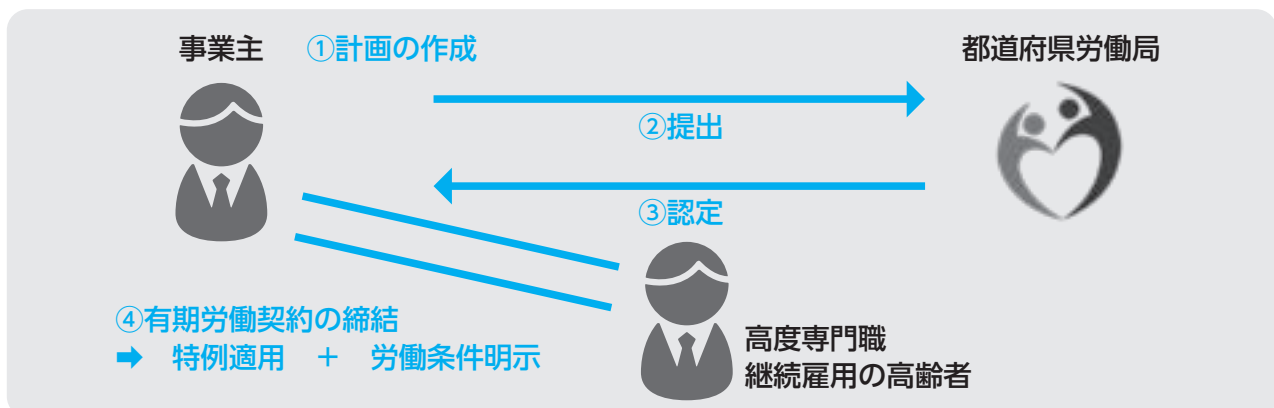 事業主 ①計画の作成
都道府県労働局
②提出
③認定
④有期労働契約の締結
➡ 特例適用 + 労働条件明示
高度専門職
継続雇用の高齢者